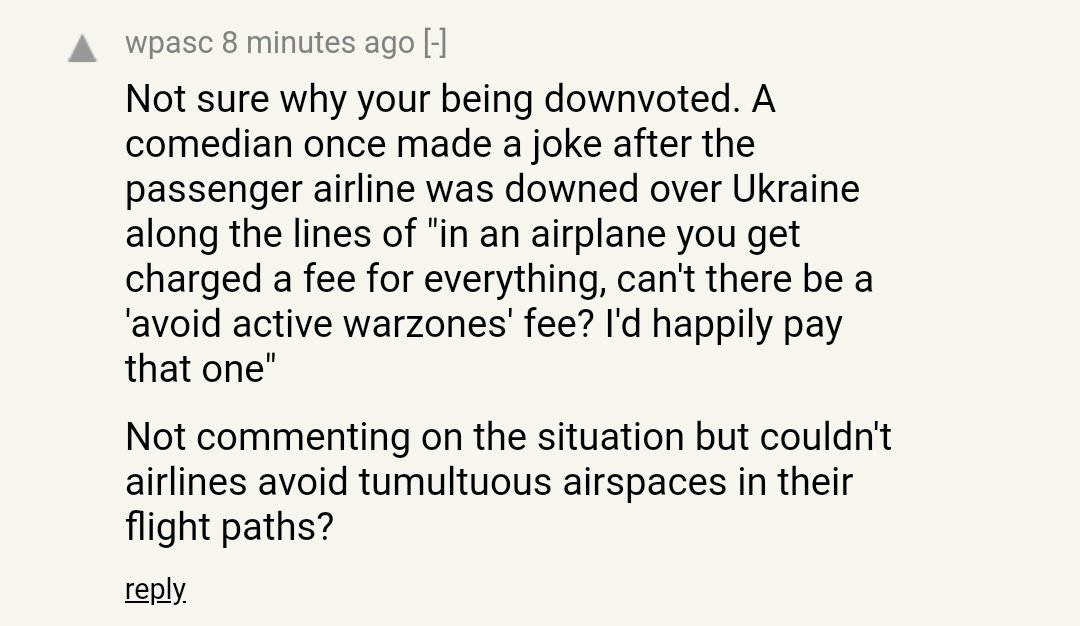 wpasc 8 minutes ago [-]
Not sure why your being downvoted. A
comedian once made a joke after the
passenger airline was downed over Ukraine
along the lines of "in an airplane you get
charged a fee for everything, can't there be a
'avoid active warzones' fee? I'd happily pay
that one"
Not commenting on the situation but couldn't
airlines avoid tumultuous airspaces in their
flight paths?
reply